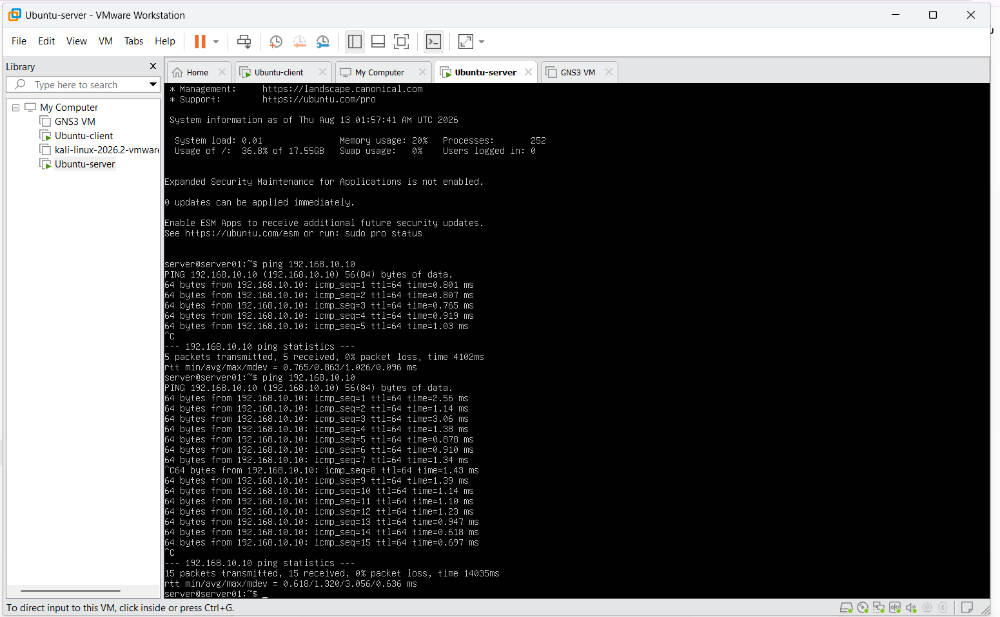 Ubuntu-server - VMware Workstation
File Edit View VM Tabs Help
Library
Type here to search
My Computer
GNS3 VM
Ubuntu-client
kali-linux-2026.2-vmware
Ubuntu-server
Home Ubuntu-client My Computer Ubuntu-server GNS3 VM
* Management:     https://landscape.canonical.com
* Support:        https://ubuntu.com/pro
System information as of Thu Aug 13 01:57:41 AM UTC 2026
System load: 0.01               Memory usage: 20%   Processes:       252
Usage of /:  36.8% of 17.55GB   Swap usage:   0%    Users logged in: 0
Expanded Security Maintenance for Applications is not enabled.
0 updates can be applied immediately.
Enable ESM Apps to receive additional future security updates.
See https://ubuntu.com/esm or run: sudo pro status
server@server01:~$ ping 192.168.10.10
PING 192.168.10.10 (192.168.10.10) 56(84) bytes of data.
64 bytes from 192.168.10.10: icmp_seq=1 ttl=64 time=0.801 ms
64 bytes from 192.168.10.10: icmp_seq=2 ttl=64 time=0.807 ms
64 bytes from 192.168.10.10: icmp_seq=3 ttl=64 time=0.765 ms
64 bytes from 192.168.10.10: icmp_seq=4 ttl=64 time=0.919 ms
64 bytes from 192.168.10.10: icmp_seq=5 ttl=64 time=1.03 ms
^C
--- 192.168.10.10 ping statistics ---
5 packets transmitted, 5 received, 0% packet loss, time 4102ms
rtt min/avg/max/mdev = 0.765/0.863/1.026/0.096 ms
server@server01:~$ ping 192.168.10.10
PING 192.168.10.10 (192.168.10.10) 56(84) bytes of data.
64 bytes from 192.168.10.10: icmp_seq=1 ttl=64 time=2.56 ms
64 bytes from 192.168.10.10: icmp_seq=2 ttl=64 time=1.14 ms
64 bytes from 192.168.10.10: icmp_seq=3 ttl=64 time=3.06 ms
64 bytes from 192.168.10.10: icmp_seq=4 ttl=64 time=1.38 ms
64 bytes from 192.168.10.10: icmp_seq=5 ttl=64 time=0.878 ms
64 bytes from 192.168.10.10: icmp_seq=6 ttl=64 time=0.910 ms
64 bytes from 192.168.10.10: icmp_seq=7 ttl=64 time=1.34 ms
^C64 bytes from 192.168.10.10: icmp_seq=8 ttl=64 time=1.43 ms
64 bytes from 192.168.10.10: icmp_seq=9 ttl=64 time=1.39 ms
64 bytes from 192.168.10.10: icmp_seq=10 ttl=64 time=1.14 ms
64 bytes from 192.168.10.10: icmp_seq=11 ttl=64 time=1.10 ms
64 bytes from 192.168.10.10: icmp_seq=12 ttl=64 time=1.23 ms
64 bytes from 192.168.10.10: icmp_seq=13 ttl=64 time=0.947 ms
64 bytes from 192.168.10.10: icmp_seq=14 ttl=64 time=0.618 ms
64 bytes from 192.168.10.10: icmp_seq=15 ttl=64 time=0.697 ms
^C
--- 192.168.10.10 ping statistics ---
15 packets transmitted, 15 received, 0% packet loss, time 14035ms
rtt min/avg/max/mdev = 0.618/1.320/3.056/0.636 ms
server@server01:~$ _
To direct input to this VM, click inside or press Ctrl+G.